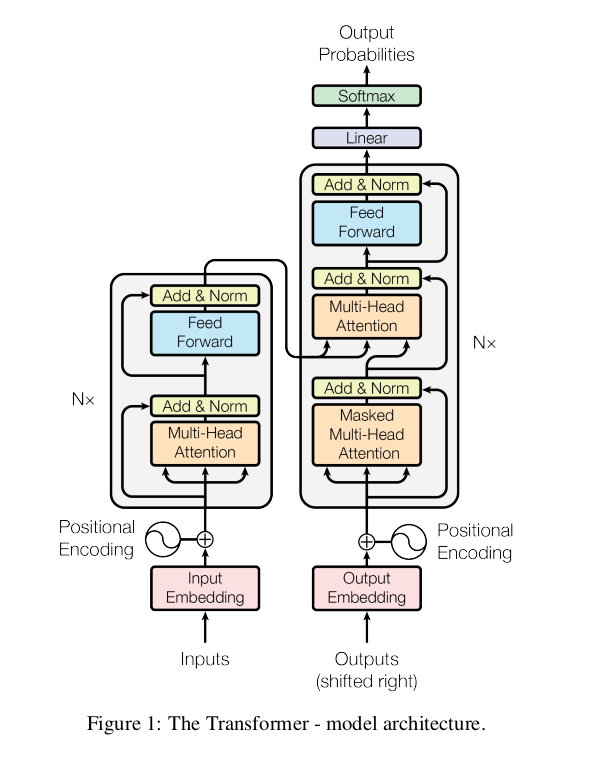 Output
Probabilities
Softmax
Linear
Add & Norm
Feed
Forward
Add & Norm
Multi-Head
Attention
Add & Norm
Masked
Multi-Head
Attention
N×
Add & Norm
Feed
Forward
Add & Norm
Multi-Head
Attention
N×
Positional
Encoding
Positional
Encoding
Input
Embedding
Output
Embedding
Inputs
Outputs
(shifted right)
Figure 1: The Transformer - model architecture.